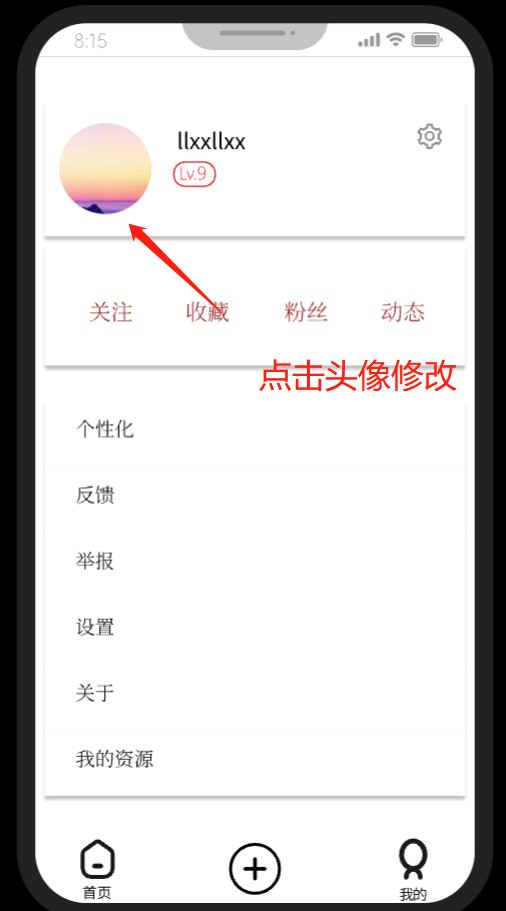 8:15
llxxllxx
Lv.9
关注 收藏 粉丝 动态
点击头像修改
个性化
反馈
举报
设置
关于
我的资源
首页 我的